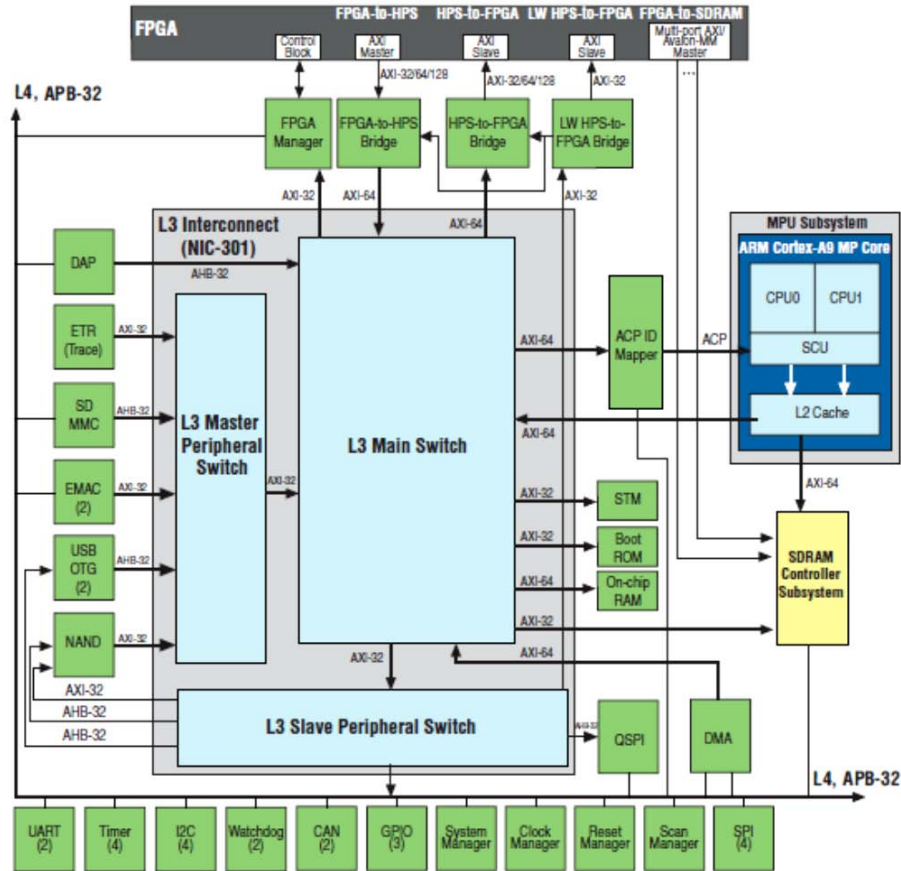 FPGA-to-HPS HPS-to-FPGA LW HPS-to-FPGA FPGA-to-SDRAM
FPGA
Control
Block
AXI
Master
AXI
Slave
AXI
Slave
Multi-port AXI/
Avalon-MM
Master
...
AXI-32/64/128
AXI-32/64/128
AXI-32
L4, APB-32
FPGA
Manager
FPGA-to-HPS
Bridge
HPS-to-FPGA
Bridge
LW HPS-to-
FPGA Bridge
AXI-32
AXI-64
AXI-64
AXI-32
L3 Interconnect
(NIC-301)
MPU Subsystem
ARM Cortex-A9 MP Core
CPU0
CPU1
SCU
L2 Cache
DAP
AHB-32
ETR
(Trace)
AXI-32
SD
MMC
AHB-32
EMAC
(2)
AXI-32
USB
OTG
(2)
AHB-32
NAND
AXI-32
AXI-32
AHB-32
AHB-32
L3 Master
Peripheral
Switch
AXI-32
L3 Main Switch
AXI-64
ACP ID
Mapper
ACP
AXI-64
AXI-64
AXI-32
STM
AXI-32
Boot
ROM
AXI-64
On-chip
RAM
AXI-32
SDRAM
Controller
Subsystem
AXI-32
AXI-64
L3 Slave Peripheral Switch
AHB-32
QSPI
DMA
L4, APB-32
UART
(2)
Timer
(4)
I2C
(4)
Watchdog
(2)
CAN
(2)
GPIO
(3)
System
Manager
Clock
Manager
Reset
Manager
Scan
Manager
SPI
(4)